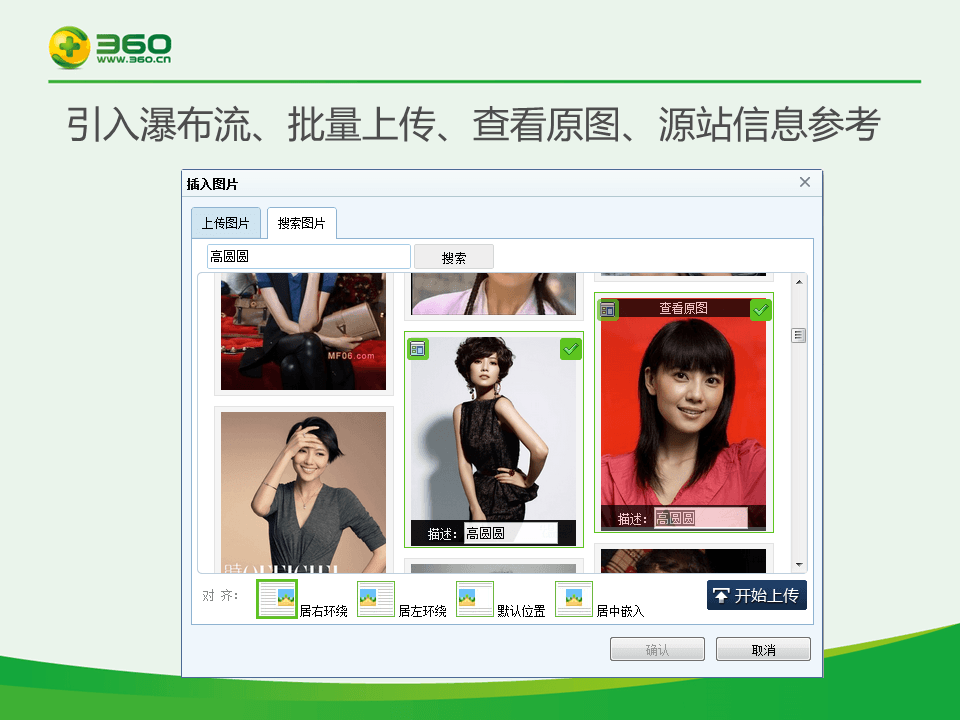 360
www.360.cn
引入瀑布流、批量上传、查看原图、源站信息参考
插入图片
上传图片 搜索图片
高圆圆 搜索
MF06.com
查看原图
描述: 高圆圆
描述: 高圆圆
時 L'OFFICIEL
对 齐: 居右环绕 居左环绕 默认位置 居中嵌入 开始上传
确认 取消